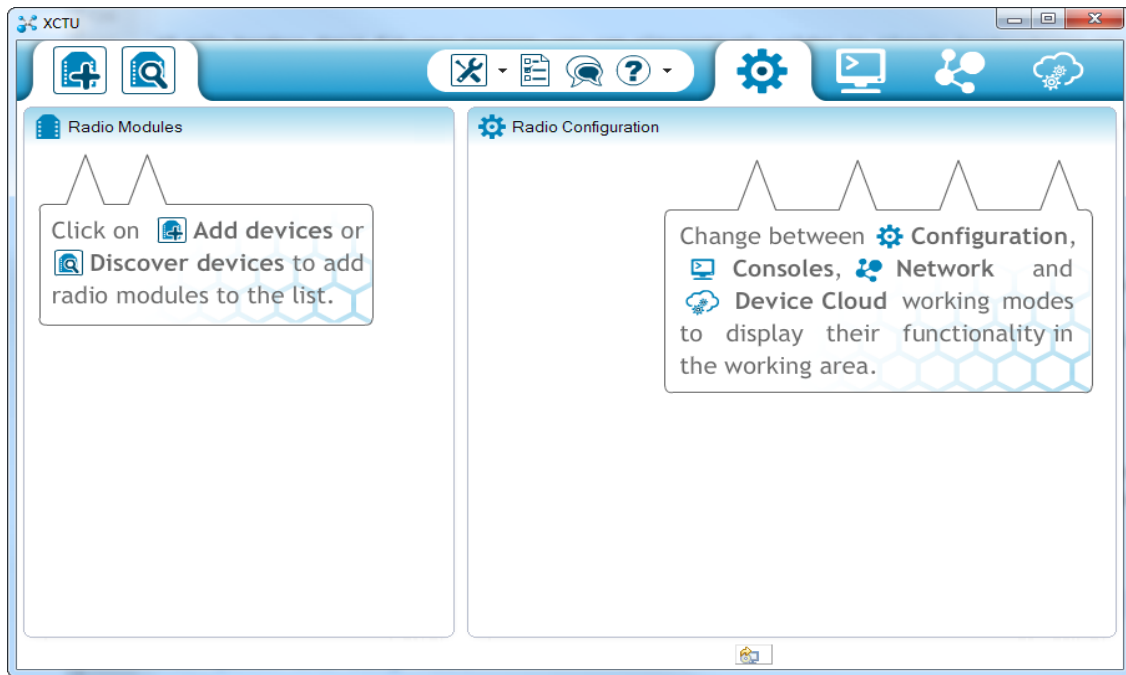 XCTU
Radio Modules
Radio Configuration
Click on Add devices or
Discover devices to add
radio modules to the list.
Change between Configuration,
Consoles, Network and
Device Cloud working modes
to display their functionality in
the working area.